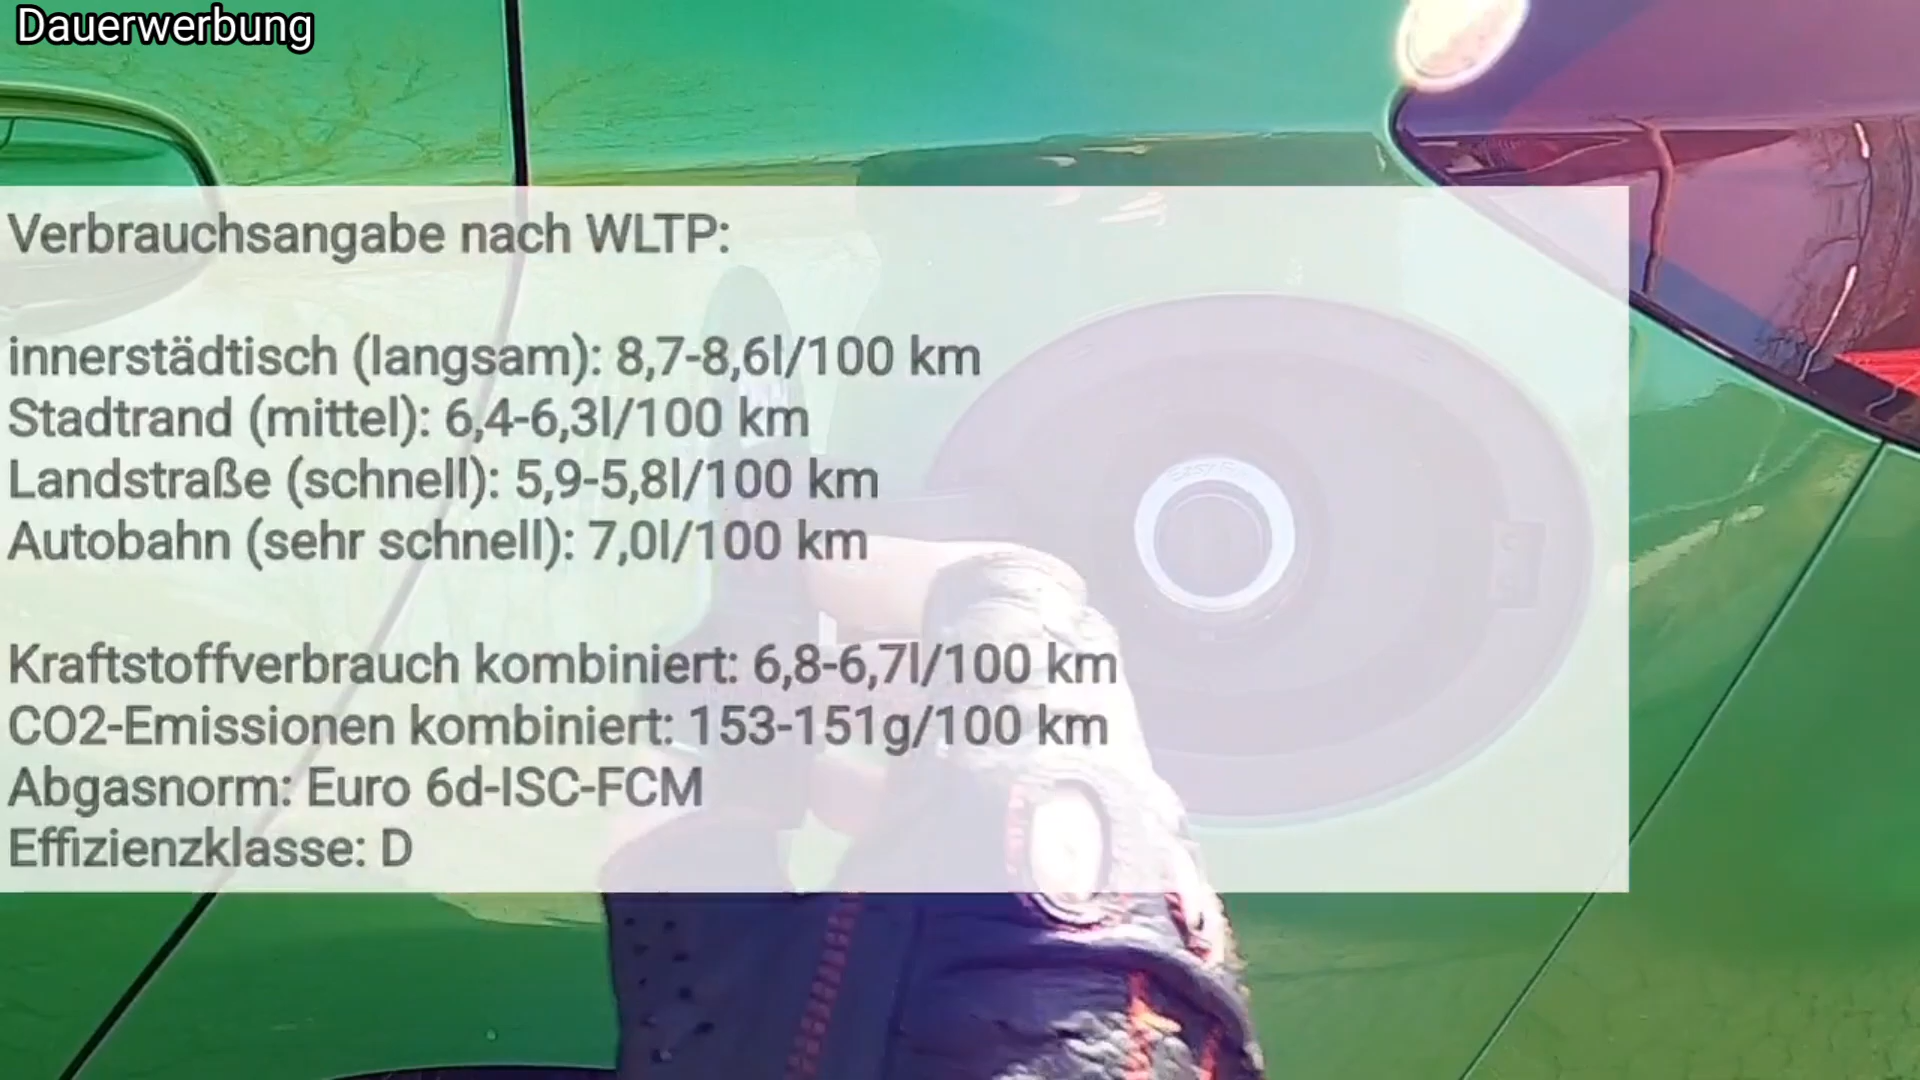 Dauerwerbung
Verbrauchsangabe nach WLTP:
innerstädtisch (langsam): 8,7-8,6l/100 km
Stadtrand (mittel): 6,4-6,3l/100 km
Landstraße (schnell): 5,9-5,8l/100 km
Autobahn (sehr schnell): 7,0l/100 km
Kraftstoffverbrauch kombiniert: 6,8-6,7l/100 km
CO2-Emissionen kombiniert: 153-151g/100 km
Abgasnorm: Euro 6d-ISC-FCM
Effizienzklasse: D